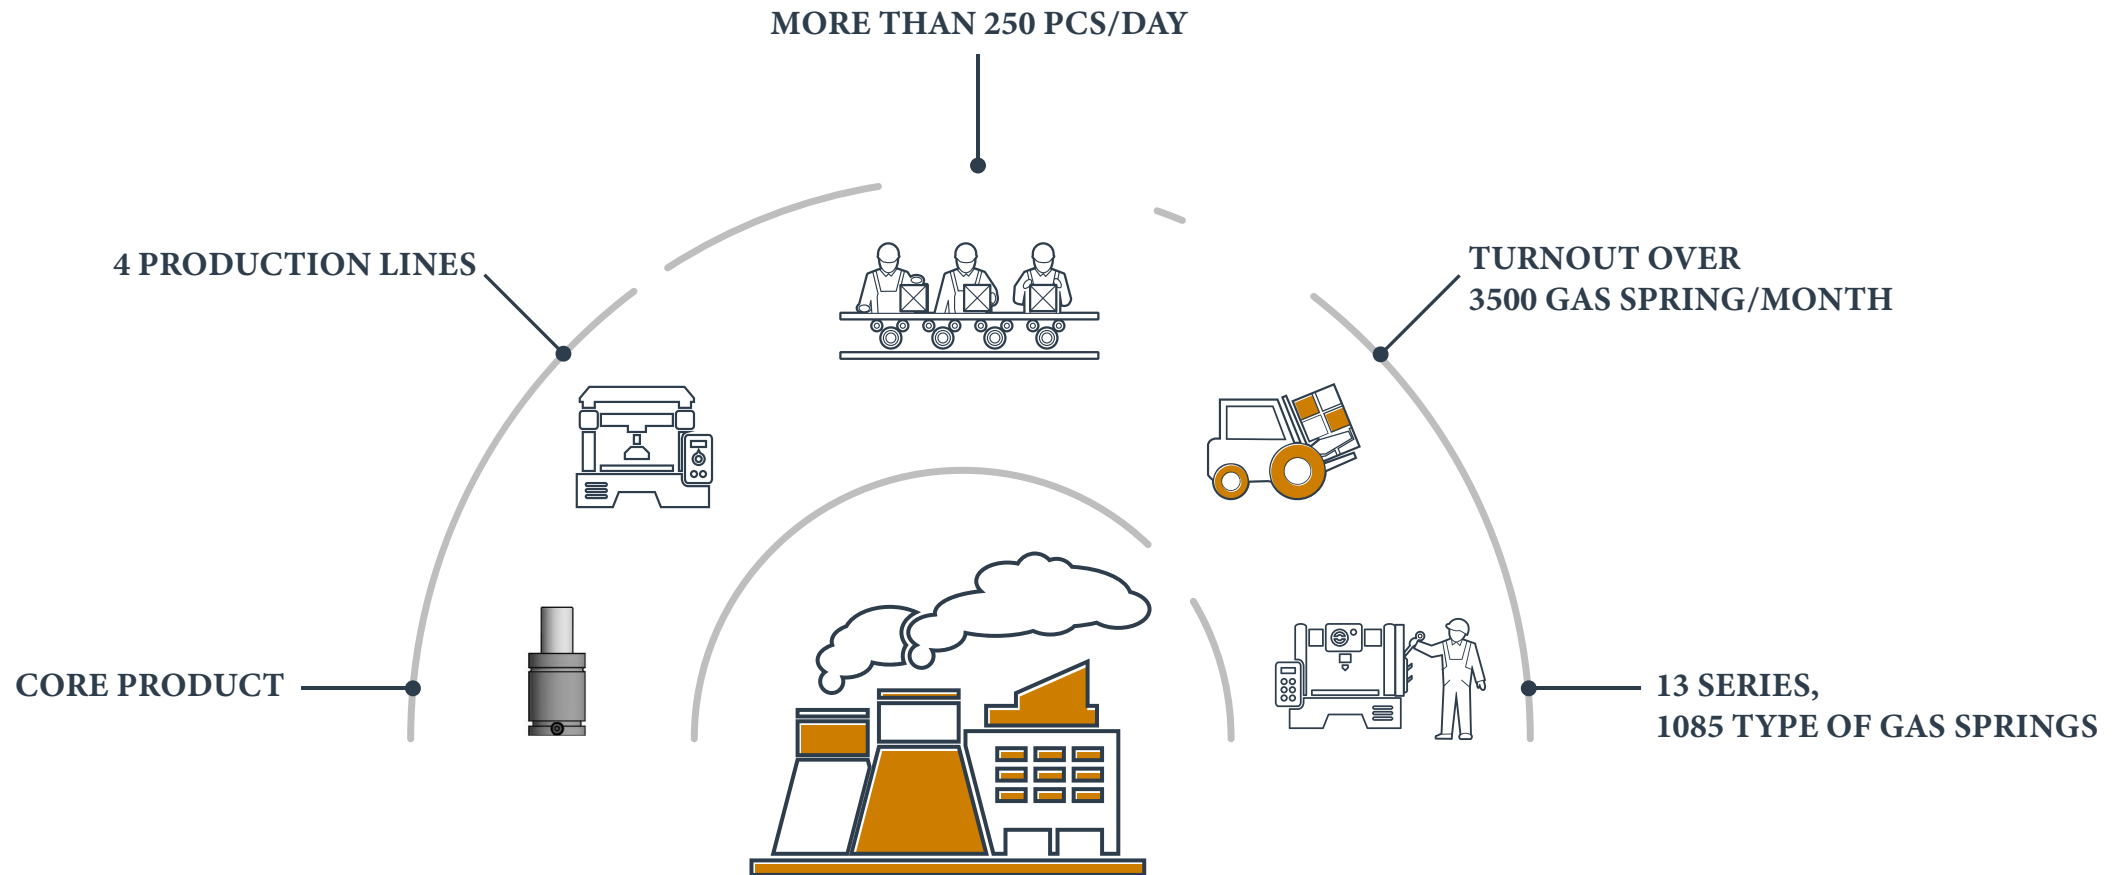 MORE THAN 250 PCS/DAY
4 PRODUCTION LINES
TURNOUT OVER
3500 GAS SPRING/MONTH
CORE PRODUCT
13 SERIES,
1085 TYPE OF GAS SPRINGS